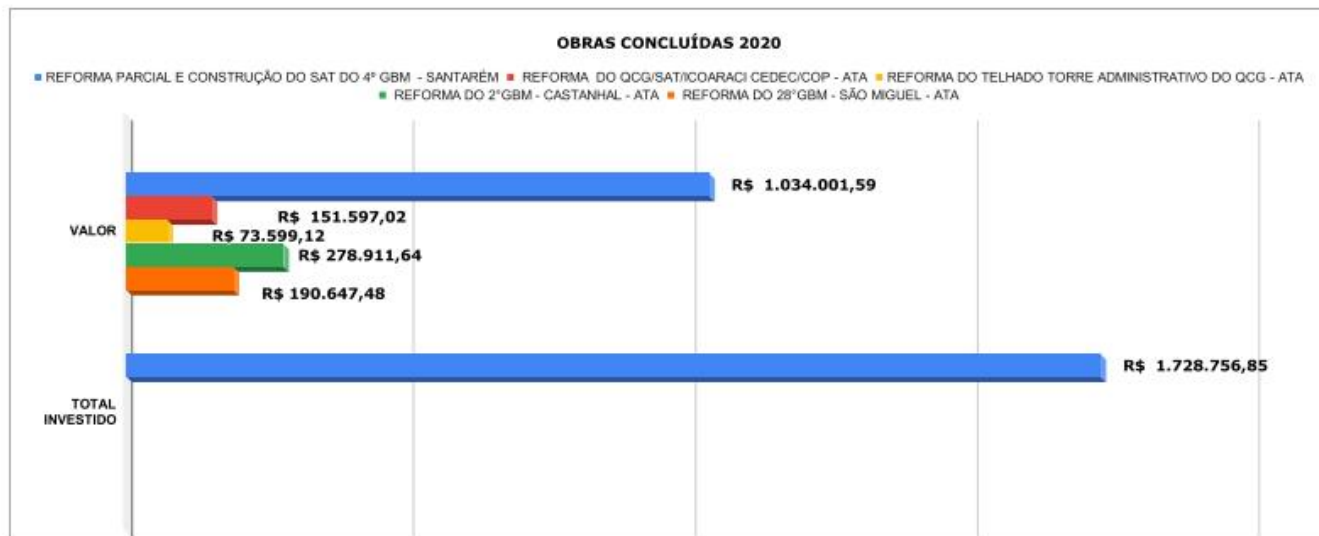 OBRAS CONCLUÍDAS 2020
REFORMA PARCIAL E CONSTRUÇÃO DO SAT DO 4º GBM - SANTARÉM REFORMA DO QCG/SAT/ICOARACI CEDEC/COP - ATA REFORMA DO TELHADO TORRE ADMINISTRATIVO DO QCG - ATA
REFORMA DO 2°GBM - CASTANHAL - ATA REFORMA DO 28°GBM - SÃO MIGUEL - ATA
VALOR
R$ 1.034.001,59
R$ 151.597,02
R$ 73.599,12
R$ 278.911,64
R$ 190.647,48
TOTAL
INVESTIDO
R$ 1.728.756,85